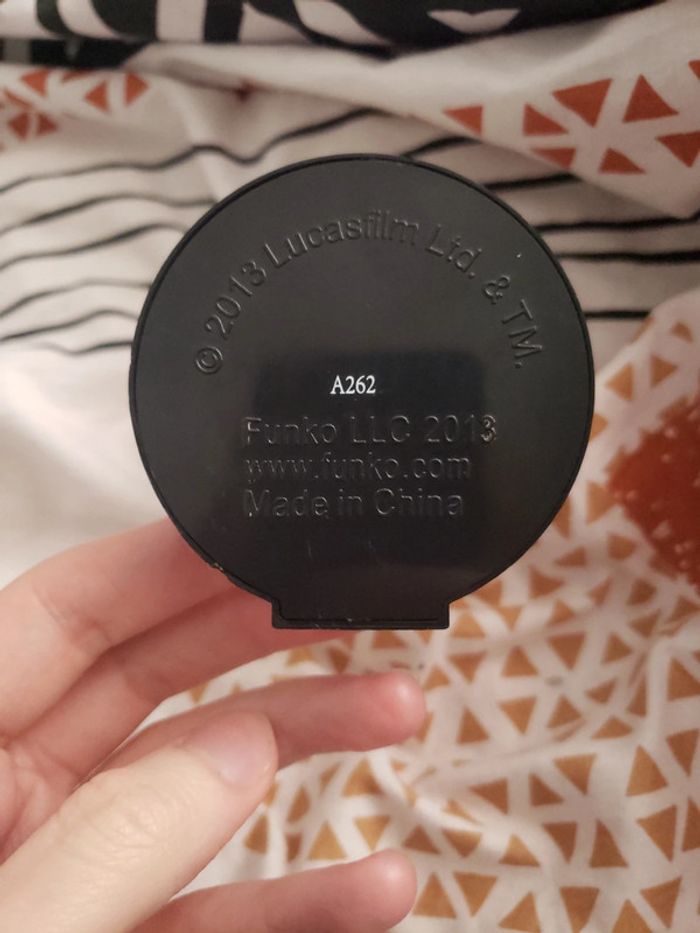 © 2013 Lucasfilm Ltd. & TM.
A262
Funko LLC 2013
www.funko.com
Made in China